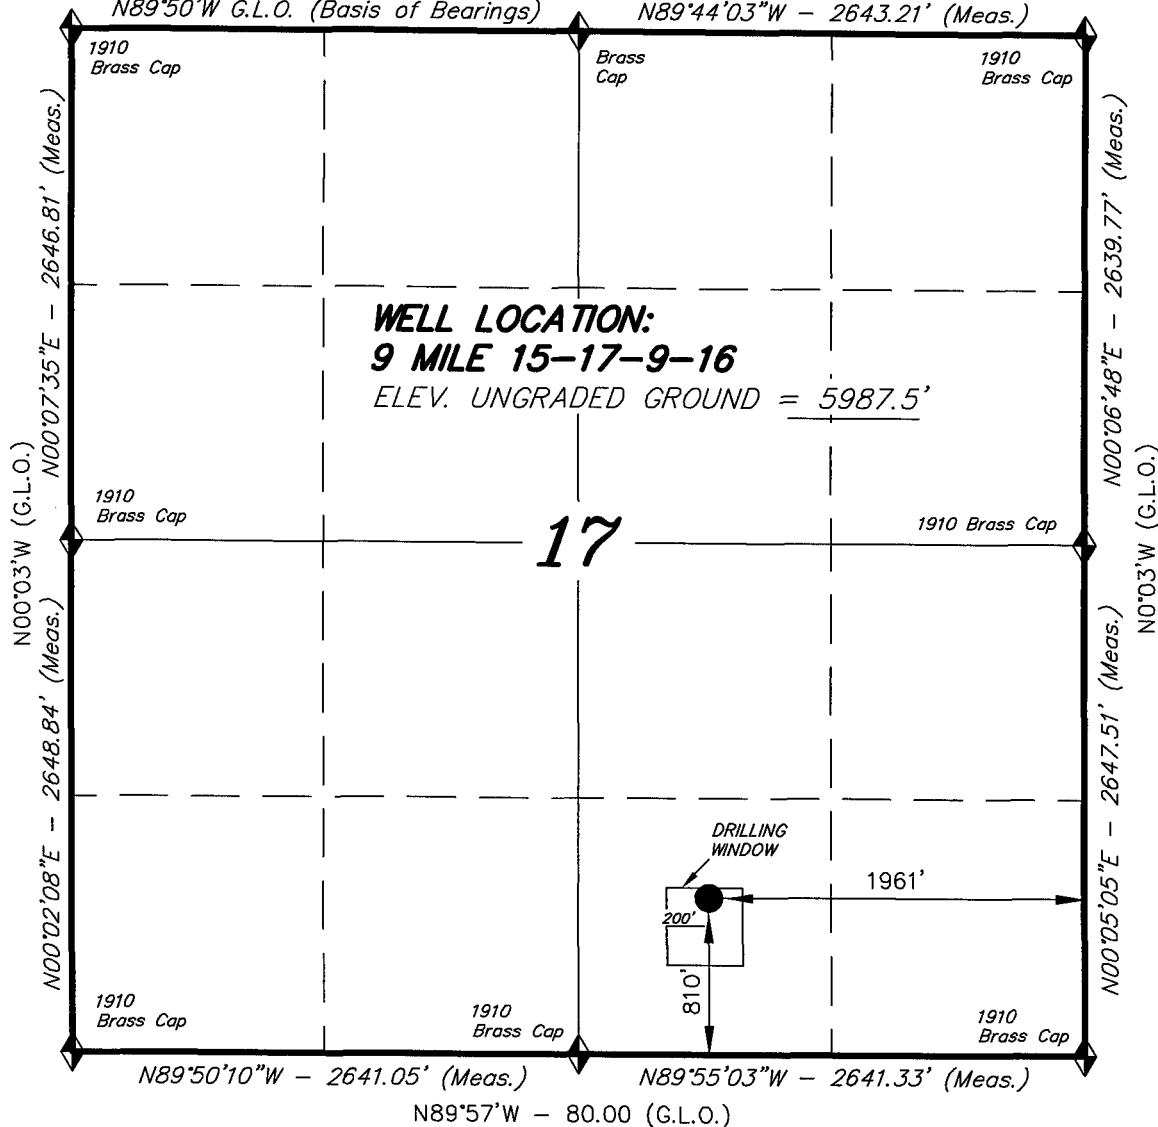 N89°50'W G.L.O. (Basis of Bearings)
N89°44'03"W – 2643.21' (Meas.)
1910
Brass Cap
Brass
Cap
1910
Brass Cap
N00°07'35"E – 2646.81' (Meas.)
N00°06'48"E – 2639.77' (Meas.)
WELL LOCATION:
9 MILE 15–17–9–16
ELEV. UNGRADED GROUND = 5987.5'
N00°03'W (G.L.O.)
N0°03'W (G.L.O.)
1910
Brass Cap
1910 Brass Cap
17
N00°02'08"E – 2648.84' (Meas.)
N00°05'05"E – 2647.51' (Meas.)
DRILLING
WINDOW
1961'
200'
810'
1910
Brass Cap
1910
Brass Cap
1910
Brass Cap
N89°50'10"W – 2641.05' (Meas.)
N89°55'03"W – 2641.33' (Meas.)
N89°57'W – 80.00 (G.L.O.)